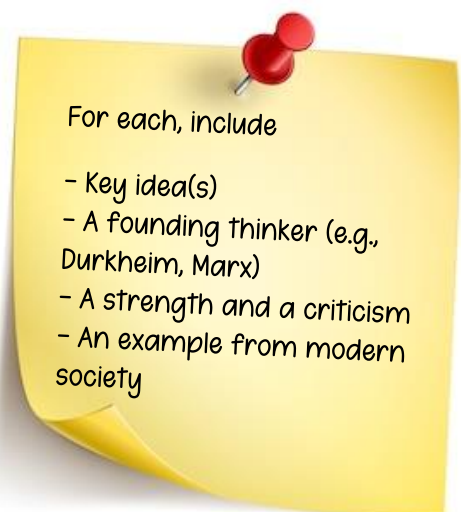 For each, include
- Key idea(s)
- A founding thinker (e.g.,
Durkheim, Marx)
- A strength and a criticism
- An example from modern
society